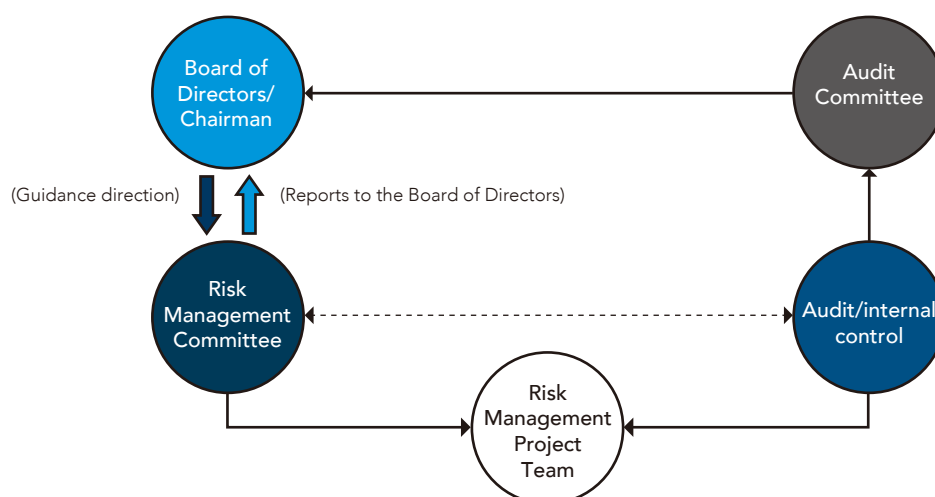 Board of
Directors/
Chairman
Audit
Committee
(Guidance direction)
(Reports to the Board of Directors)
Risk
Management
Committee
Audit/internal
control
Risk
Management
Project
Team